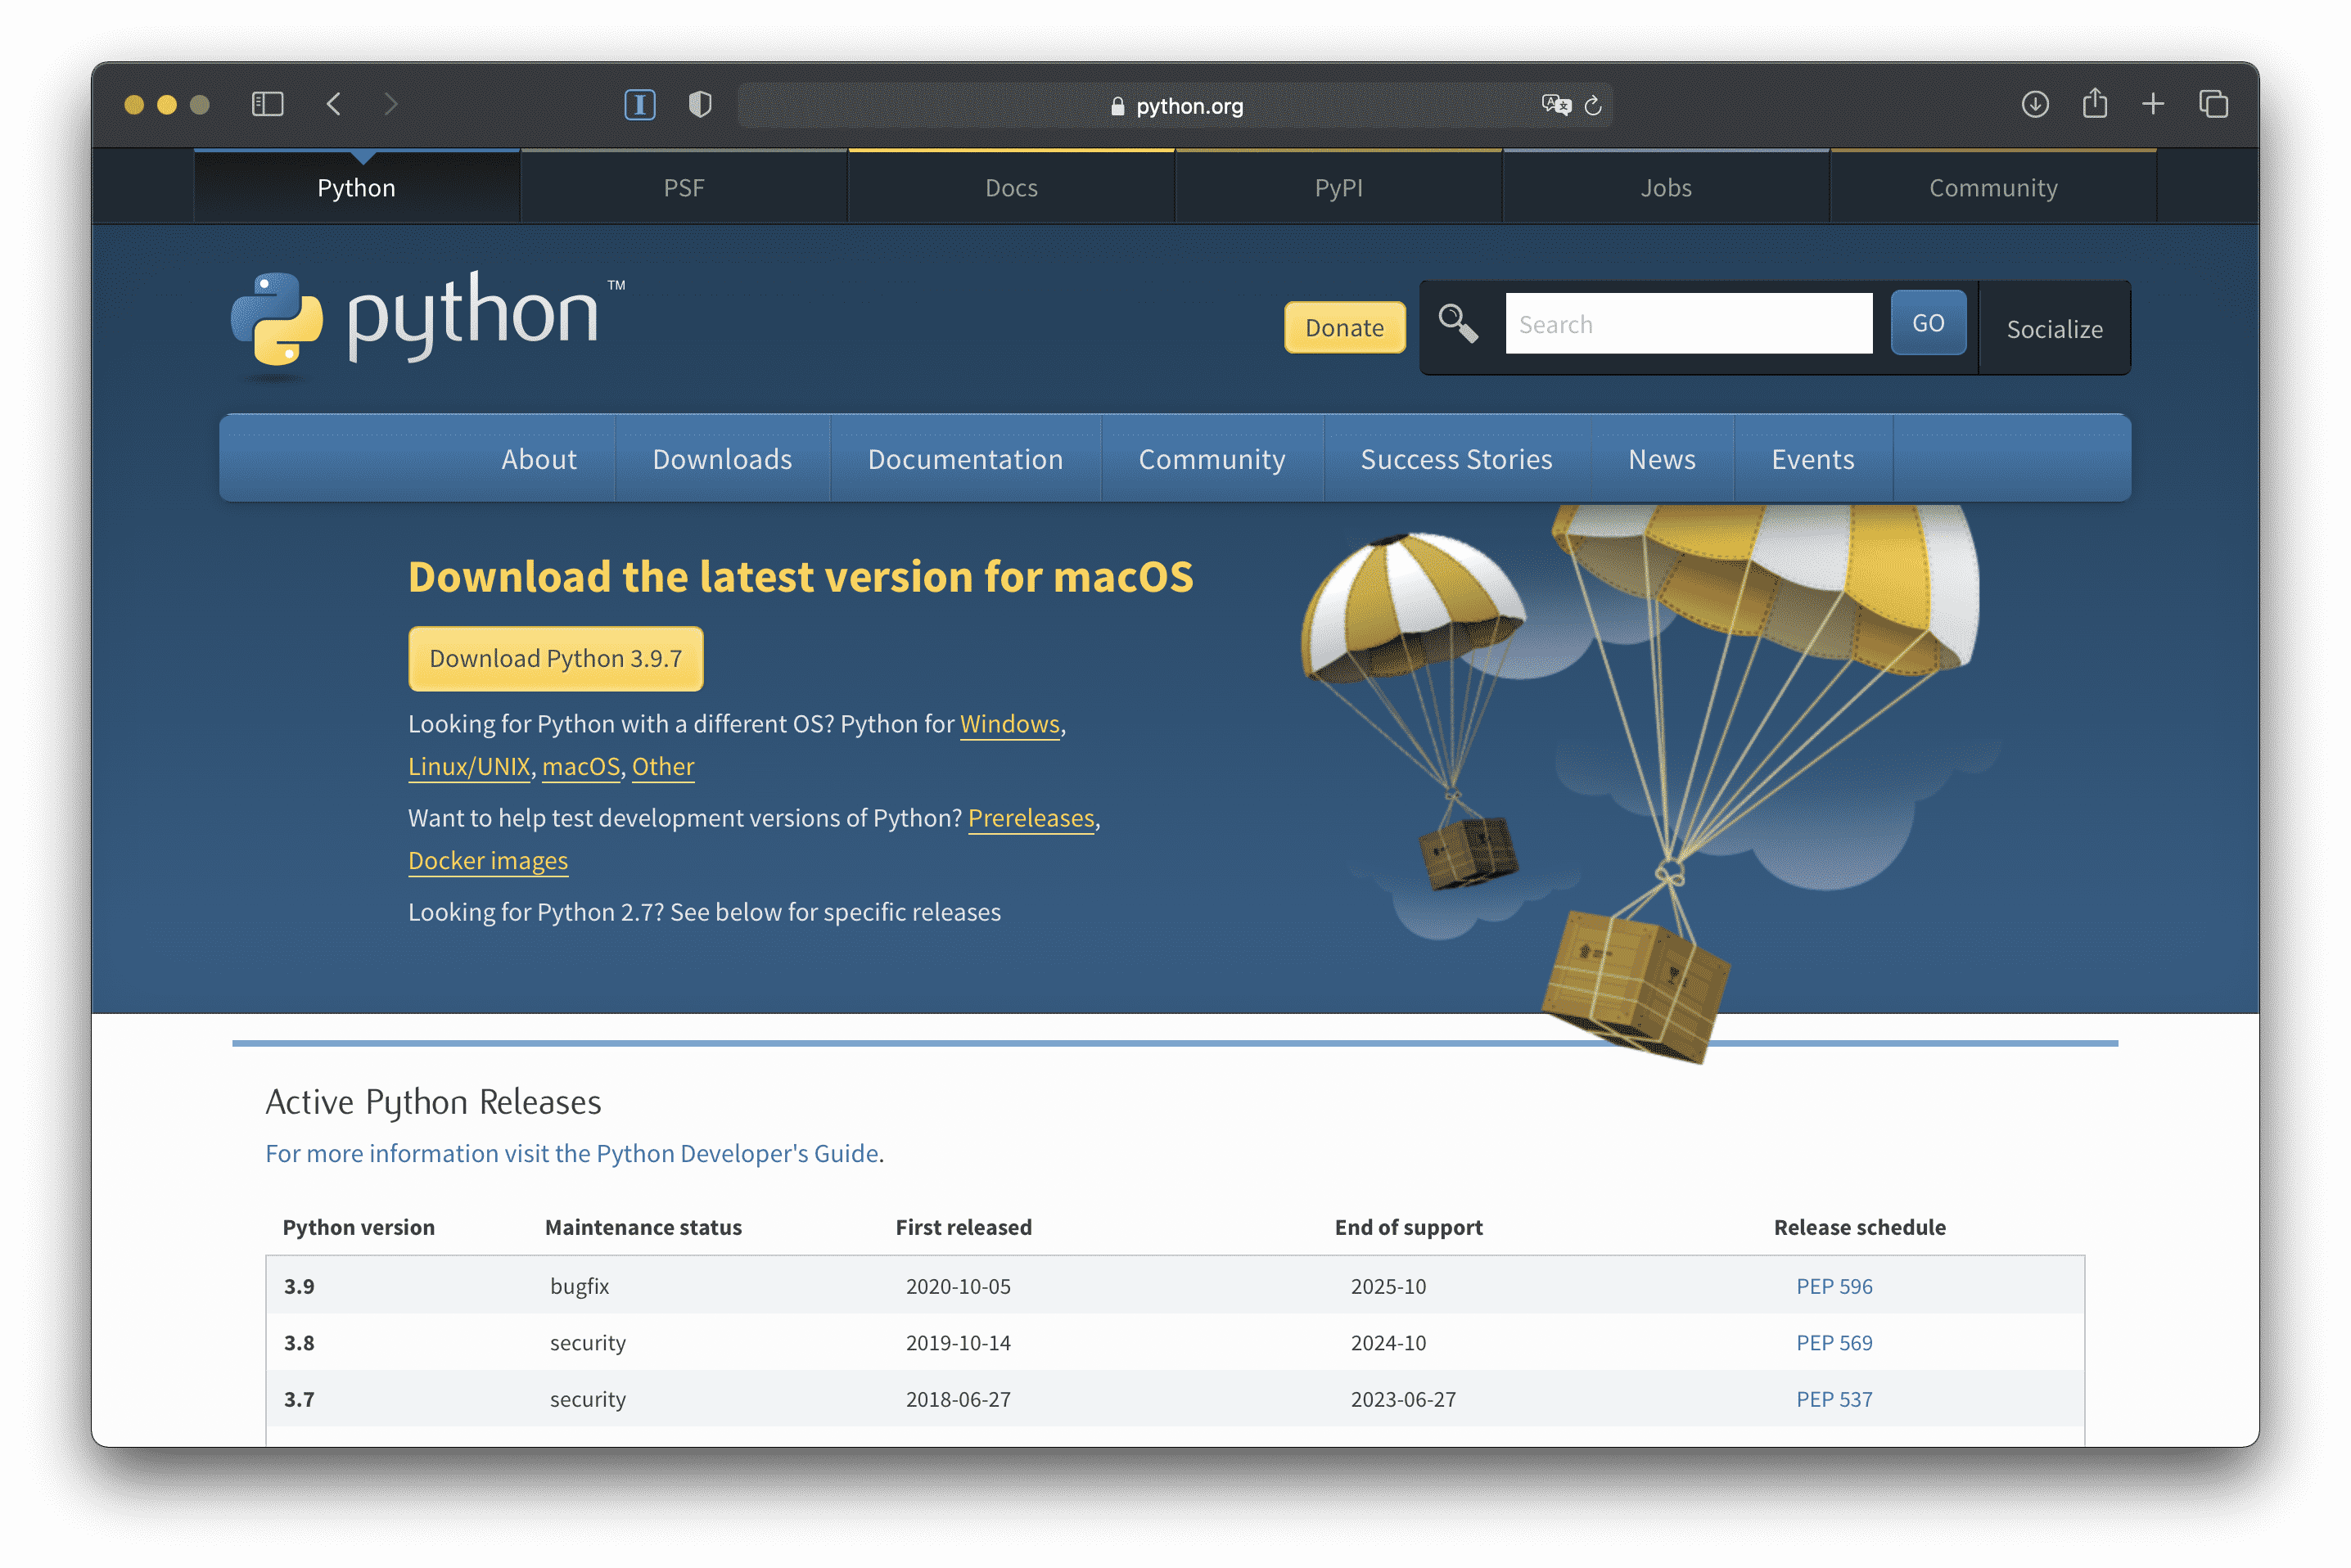 python.org
Python PSF Docs PyPI Jobs Community
python™
Donate Search GO Socialize
About Downloads Documentation Community Success Stories News Events
Download the latest version for macOS
Download Python 3.9.7
Looking for Python with a different OS? Python for Windows,
Linux/UNIX, macOS, Other
Want to help test development versions of Python? Prereleases,
Docker images
Looking for Python 2.7? See below for specific releases
Active Python Releases
For more information visit the Python Developer's Guide.
Python version Maintenance status First released End of support Release schedule
3.9 bugfix 2020-10-05 2025-10 PEP 596
3.8 security 2019-10-14 2024-10 PEP 569
3.7 security 2018-06-27 2023-06-27 PEP 537